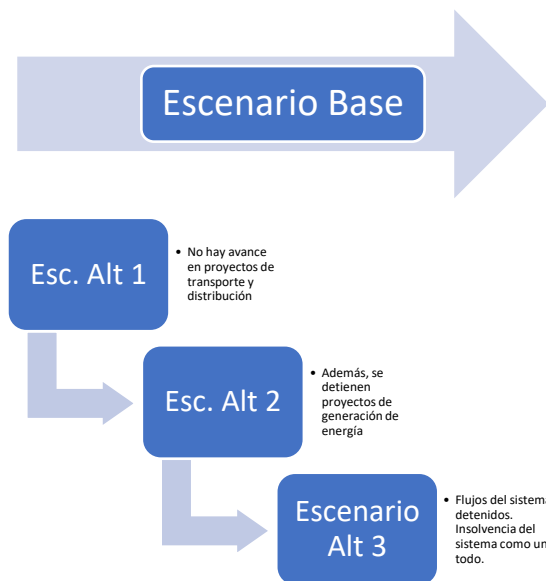 Escenario Base
Esc. Alt 1
• No hay avance
en proyectos de
transporte y
distribución
Esc. Alt 2
• Además, se
detienen
proyectos de
generación de
energía
Escenario
Alt 3
• Flujos del sistema
detenidos.
Insolvencia del
sistema como un
todo.